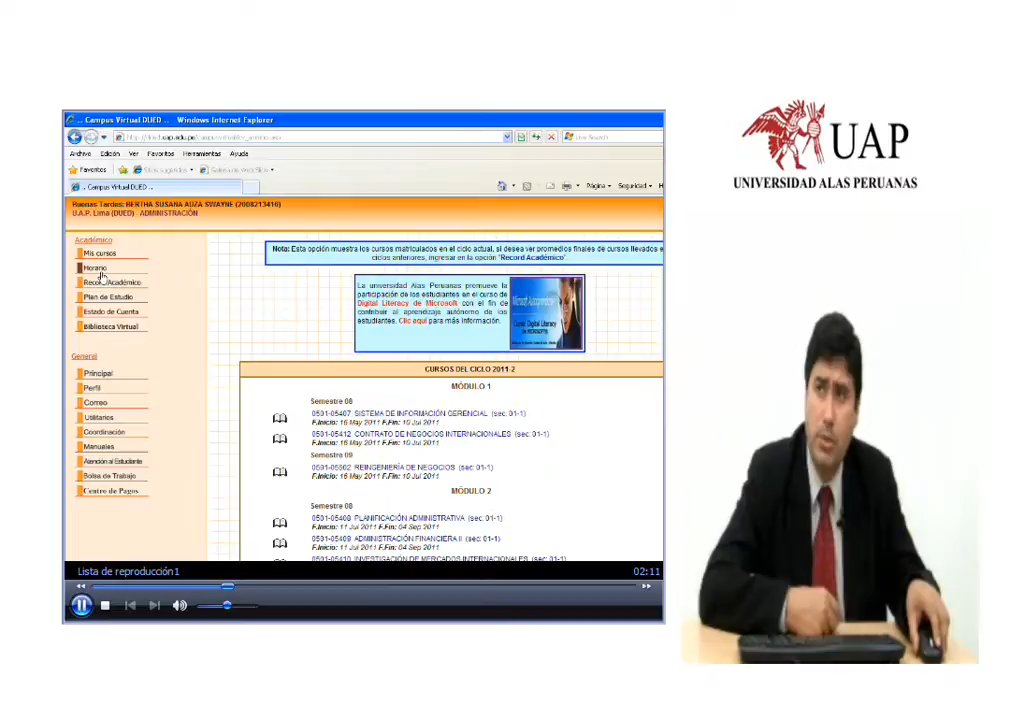 .. Campus Virtual DUED .. Windows Internet Explorer
Archivo Edición Ver Favoritos Herramientas Ayuda
Favoritos
.. Campus Virtual DUED ..
Página Seguridad
Buenas Tardes: BERTHA SUSANA AUZA SWAYNE (2008213416)
U.A.P. Lima (DUED) - ADMINISTRACIÓN
Académico
Mis cursos
Horario
Record Académico
Plan de Estudio
Estado de Cuenta
Biblioteca Virtual
General
Principal
Perfil
Correo
Utilitarios
Coordinación
Manuales
Atención al Estudiante
Bolsa de Trabajo
Centro de Pagos
Nota: Esta opción muestra los cursos matriculados en el ciclo actual, si desea ver promedios finales de cursos llevados e
ciclos anteriores, ingresar en la opción "Record Académico".
La universidad Alas Peruanas promueve la
participación de los estudiantes en el curso de
Digital Literacy de Microsoft con el fin de
contribuir al aprendizaje autónomo de los
estudiantes. Clic aquí para más información.
CURSOS DEL CICLO 2011-2
MÓDULO 1
Semestre 08
0501-05407 SISTEMA DE INFORMACIÓN GERENCIAL (sec: 01-1)
F.Inicio: 16 May 2011 F.Fin: 10 Jul 2011
0501-05412 CONTRATO DE NEGOCIOS INTERNACIONALES (sec: 01-1)
F.Inicio: 16 May 2011 F.Fin: 10 Jul 2011
Semestre 09
0501-05502 REINGENIERÍA DE NEGOCIOS (sec: 01-1)
F.Inicio: 16 May 2011 F.Fin: 10 Jul 2011
MÓDULO 2
Semestre 08
0501-05408 PLANIFICACIÓN ADMINISTRATIVA (sec: 01-1)
F.Inicio: 11 Jul 2011 F.Fin: 04 Sep 2011
0501-05409 ADMINISTRACIÓN FINANCIERA II (sec: 01-1)
F.Inicio: 11 Jul 2011 F.Fin: 04 Sep 2011
0501-05410 INVESTIGACIÓN DE MERCADOS INTERNACIONALES (sec: 01-1)
Lista de reproducción1
02:11
UAP
UNIVERSIDAD ALAS PERUANAS